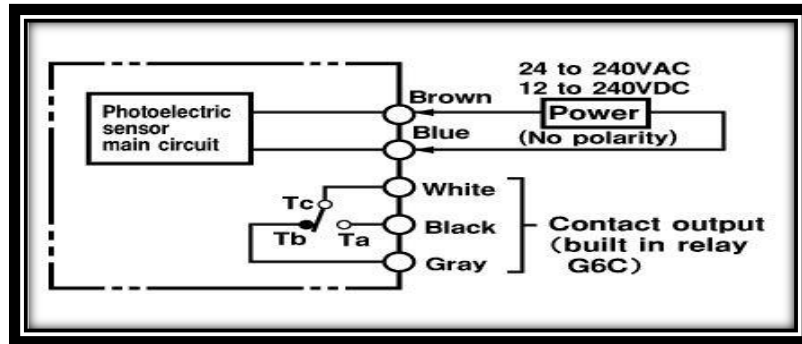 24 to 240VAC
12 to 240VDC
Brown
Power
Photoelectric
sensor
main circuit
Blue
(No polarity)
White
Tc
Tb
Ta
Black
Contact output
(built in relay
G6C)
Gray